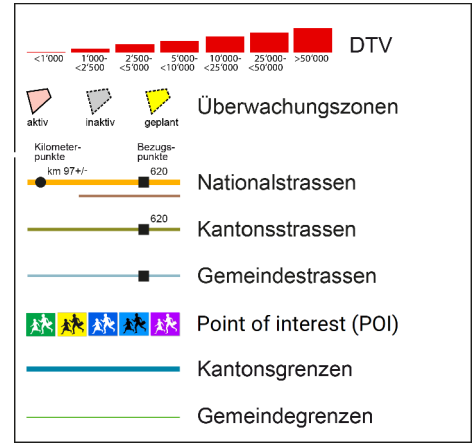 DTV
<1'000 1'000- 2'500- 5'000- 10'000- 25'000- >50'000
<2'500 <5'000 <10'000 <25'000 <50'000
Überwachungszonen
aktiv inaktiv geplant
Kilometer- Bezugs-
punkte punkte
km 97+/- 620
Nationalstrassen
620
Kantonsstrassen
Gemeindestrassen
Point of interest (POI)
Kantonsgrenzen
Gemeindegrenzen